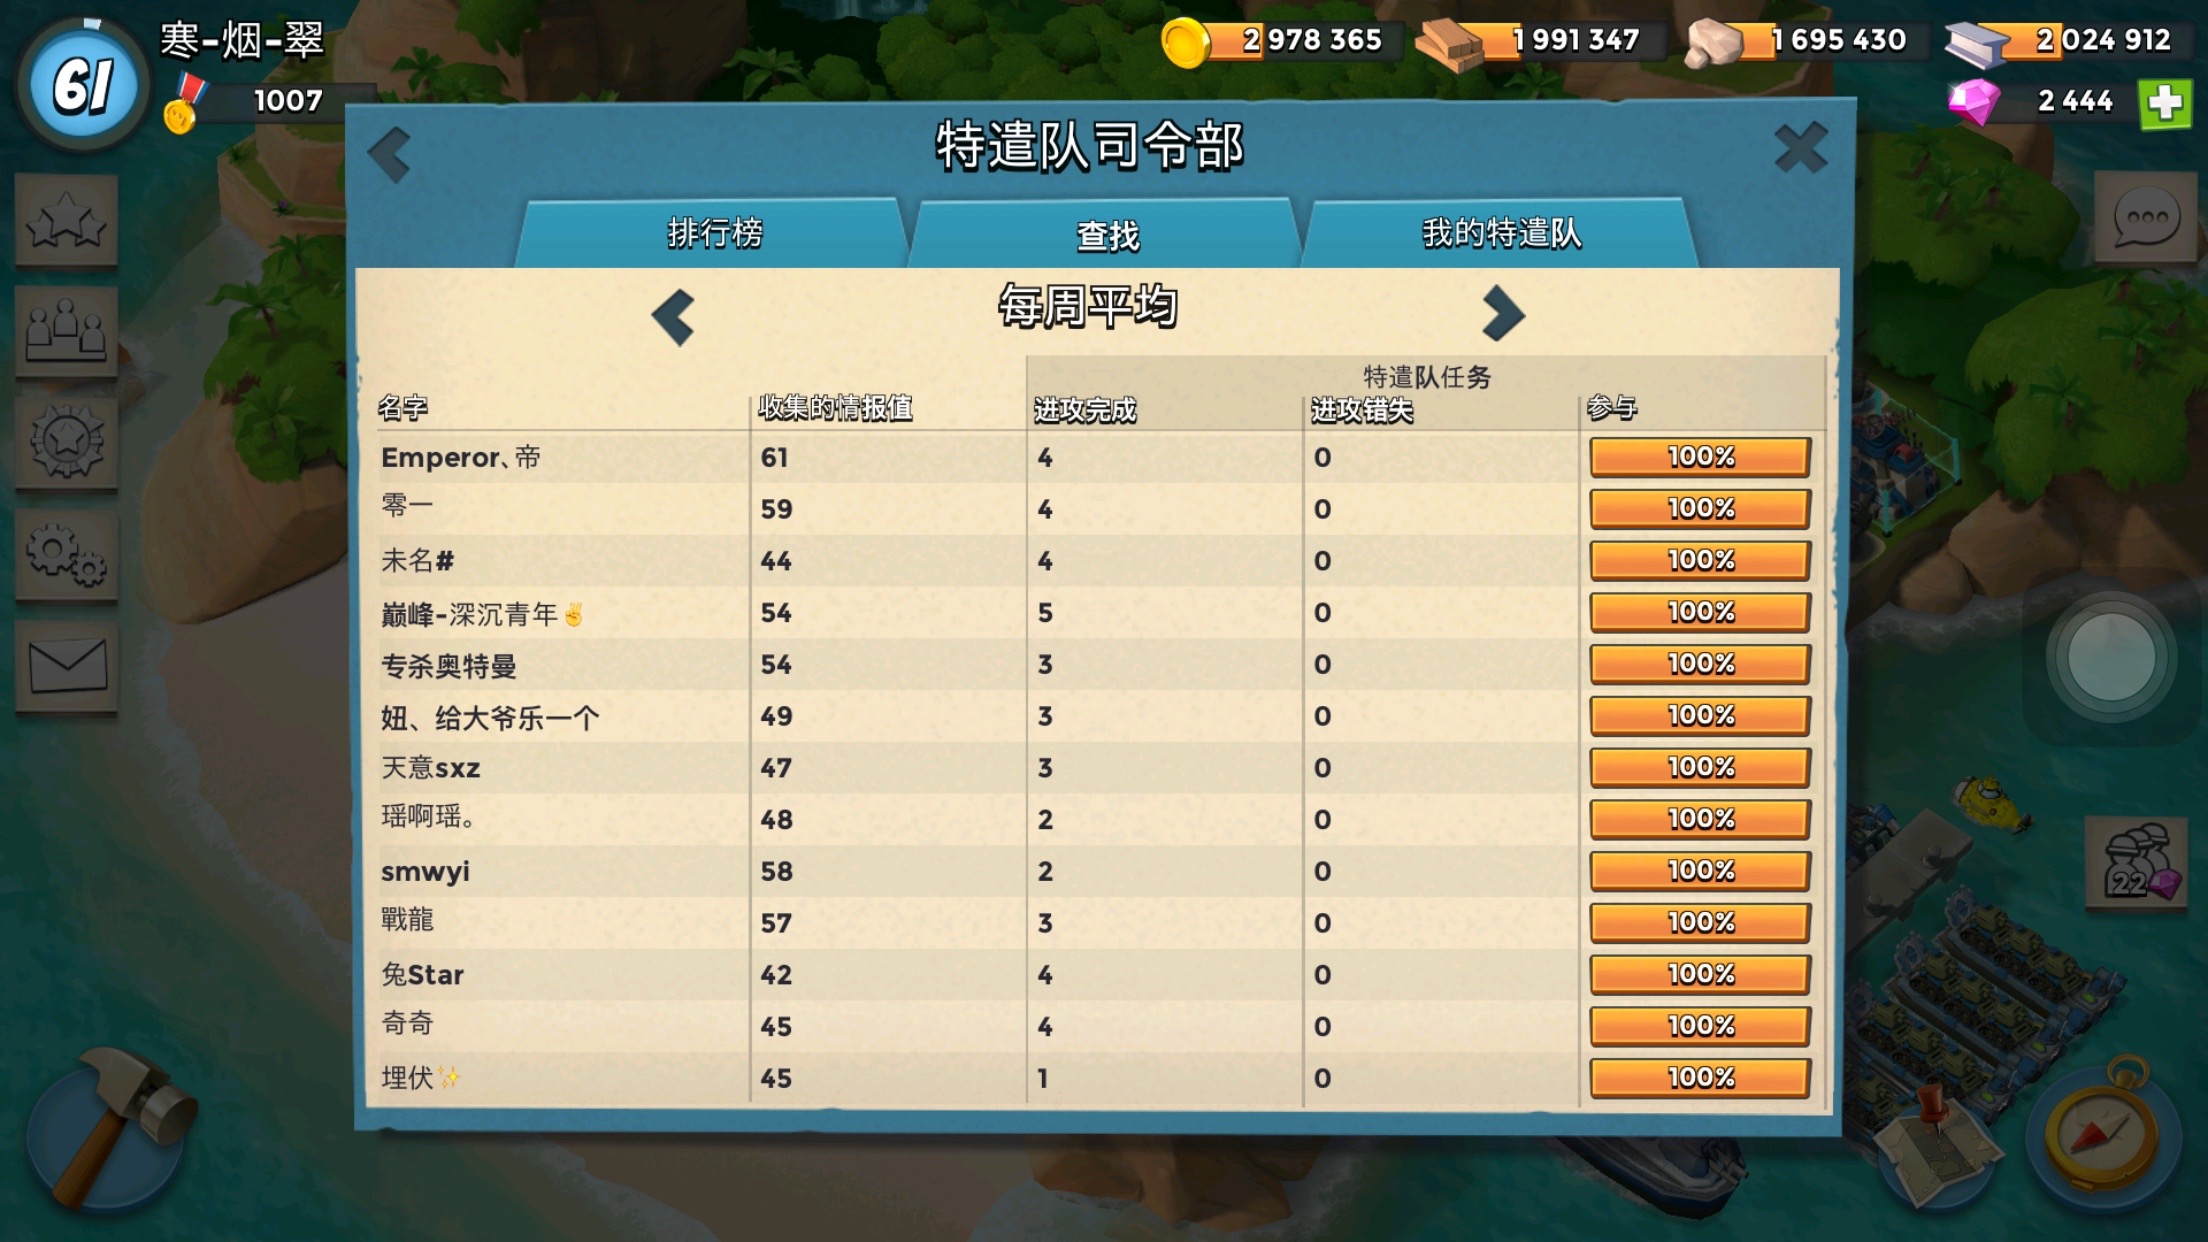 61
寒-烟-翠
1007
2 978 365
1 991 347
1 695 430
2 024 912
2 444
特遣队司令部
排行榜
查找
我的特遣队
每周平均
特遣队任务
名字 收集的情报值 进攻完成 进攻错失 参与
Emperor、帝 61 4 0 100%
零一 59 4 0 100%
未名# 44 4 0 100%
巅峰-深沉青年✌ 54 5 0 100%
专杀奥特曼 54 3 0 100%
妞、给大爷乐一个 49 3 0 100%
天意sxz 47 3 0 100%
瑶啊瑶。 48 2 0 100%
smwyi 58 2 0 100%
戰龍 57 3 0 100%
兔Star 42 4 0 100%
奇奇 45 4 0 100%
埋伏✨ 45 1 0 100%
22